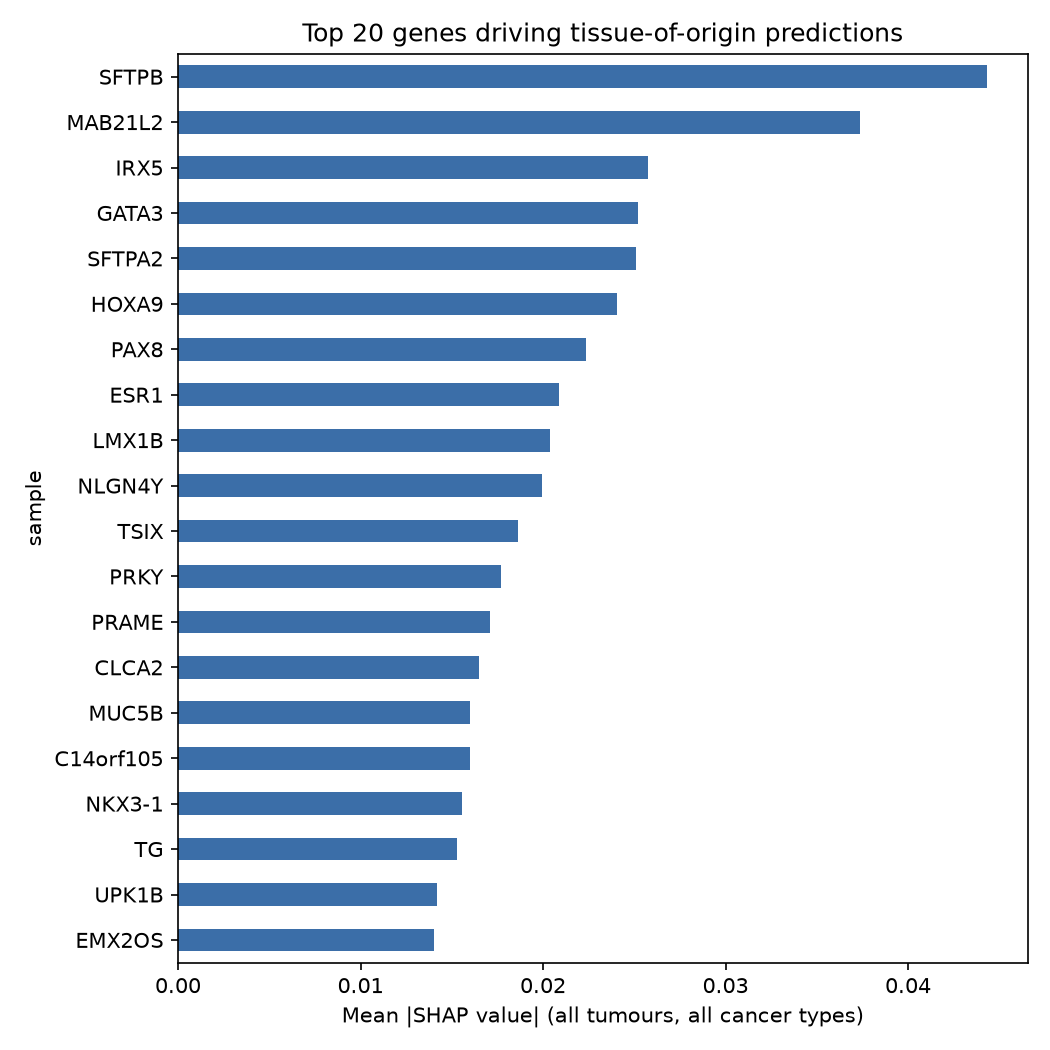 Top 20 genes driving tissue-of-origin predictions
SFTPB
MAB21L2
IRX5
GATA3
SFTPA2
HOXA9
PAX8
ESR1
LMX1B
NLGN4Y
TSIX
PRKY
PRAME
CLCA2
MUC5B
C14orf105
NKX3-1
TG
UPK1B
EMX2OS
sample
0.00 0.01 0.02 0.03 0.04
Mean |SHAP value| (all tumours, all cancer types)